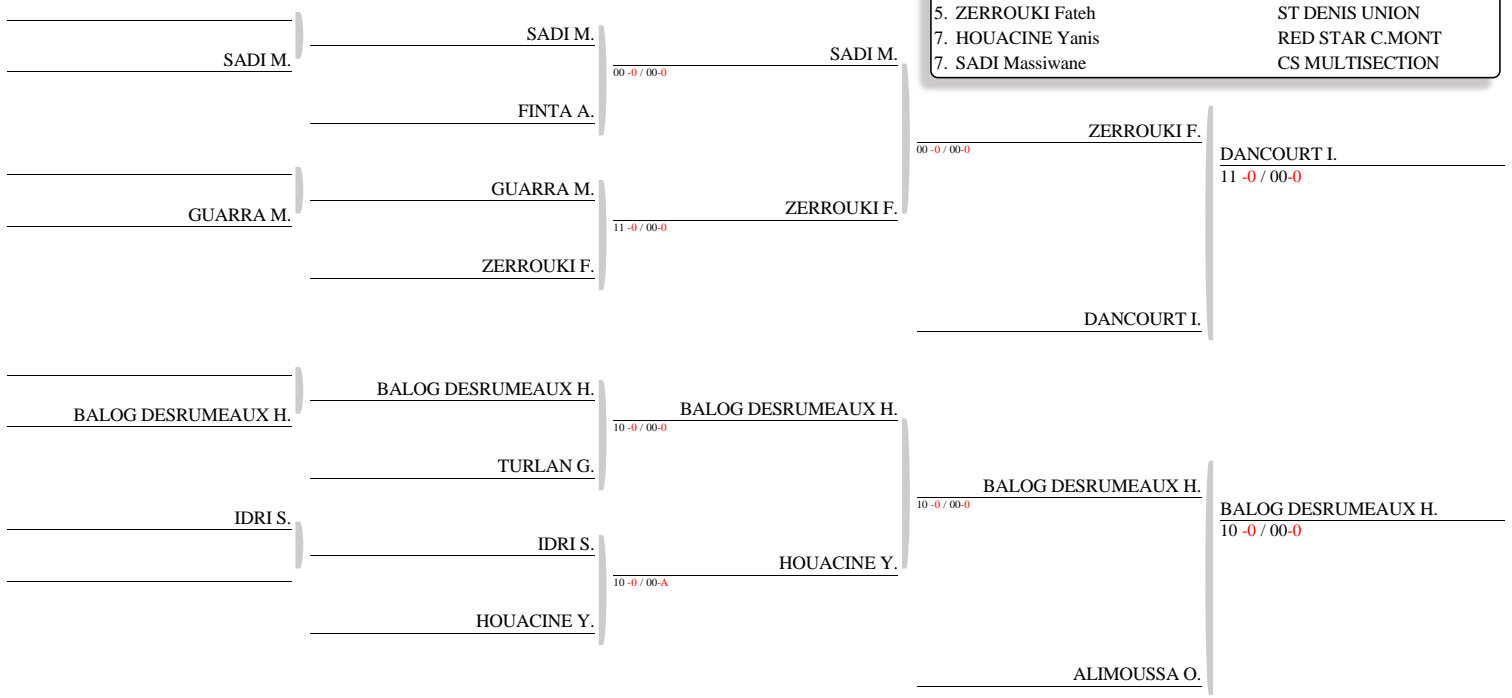 5. ZERROUKI Fateh ST DENIS UNION
7. HOUACINE Yanis RED STAR C.MONT
7. SADI Massiwane CS MULTISECTION
SADI M.
GUARRA M.
BALOG DESRUMEAUX H.
IDRI S.
SADI M.
FINTA A.
GUARRA M.
ZERROUKI F.
BALOG DESRUMEAUX H.
TURLAN G.
IDRI S.
HOUACINE Y.
SADI M.
00 -0 / 00-0
ZERROUKI F.
11 -0 / 00-0
BALOG DESRUMEAUX H.
10 -0 / 00-0
HOUACINE Y.
10 -0 / 00-A
ZERROUKI F.
00 -0 / 00-0
DANCOURT I.
BALOG DESRUMEAUX H.
10 -0 / 00-0
ALIMOUSSA O.
DANCOURT I.
11 -0 / 00-0
BALOG DESRUMEAUX H.
10 -0 / 00-0